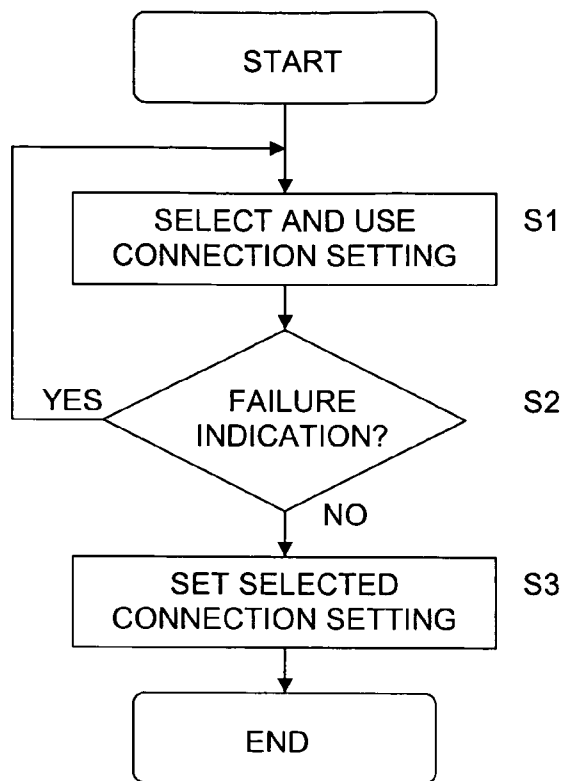 START
SELECT AND USE
CONNECTION SETTING
S1
YES
FAILURE
INDICATION?
S2
NO
SET SELECTED
CONNECTION SETTING
S3
END